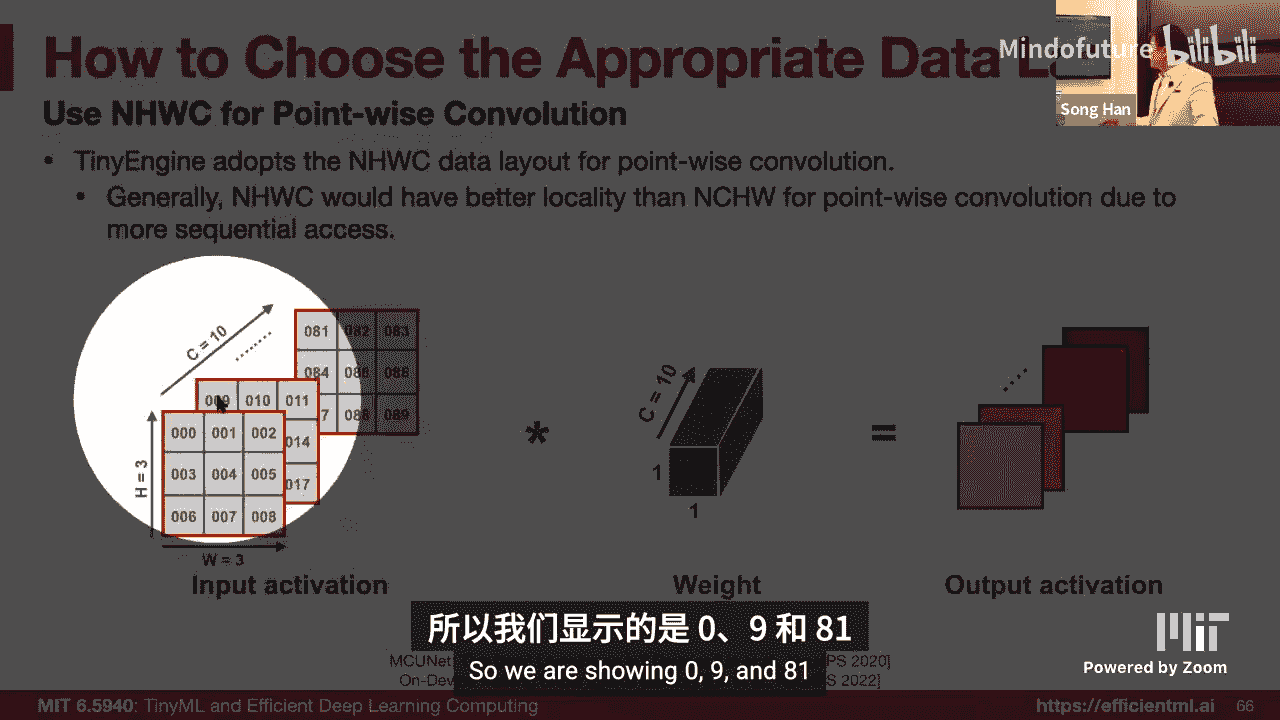 How to Choose the Appropriate Data
Mindofuture bilibili
Song Han
Use NHWC for Point-wise Convolution
• TinyEngine adopts the NHWC data layout for point-wise convolution.
• Generally, NHWC would have better locality than NCHW for point-wise convolution due to
more sequential access.
C = 10
081 082 083
084 085 086
088 089
009 010 011
014
017
000 001 002
003 004 005
006 007 008
H = 3
W = 3
Input activation
*
C = 10
1
1
Weight
=
Output activation
所以我们显示的是 0、9 和 81
So we are showing 0, 9, and 81
MCUNet
2020]
On-Dev
2022]
MIT
Powered by Zoom
MIT 6.5940: TinyML and Efficient Deep Learning Computing
https://efficientml.ai
66